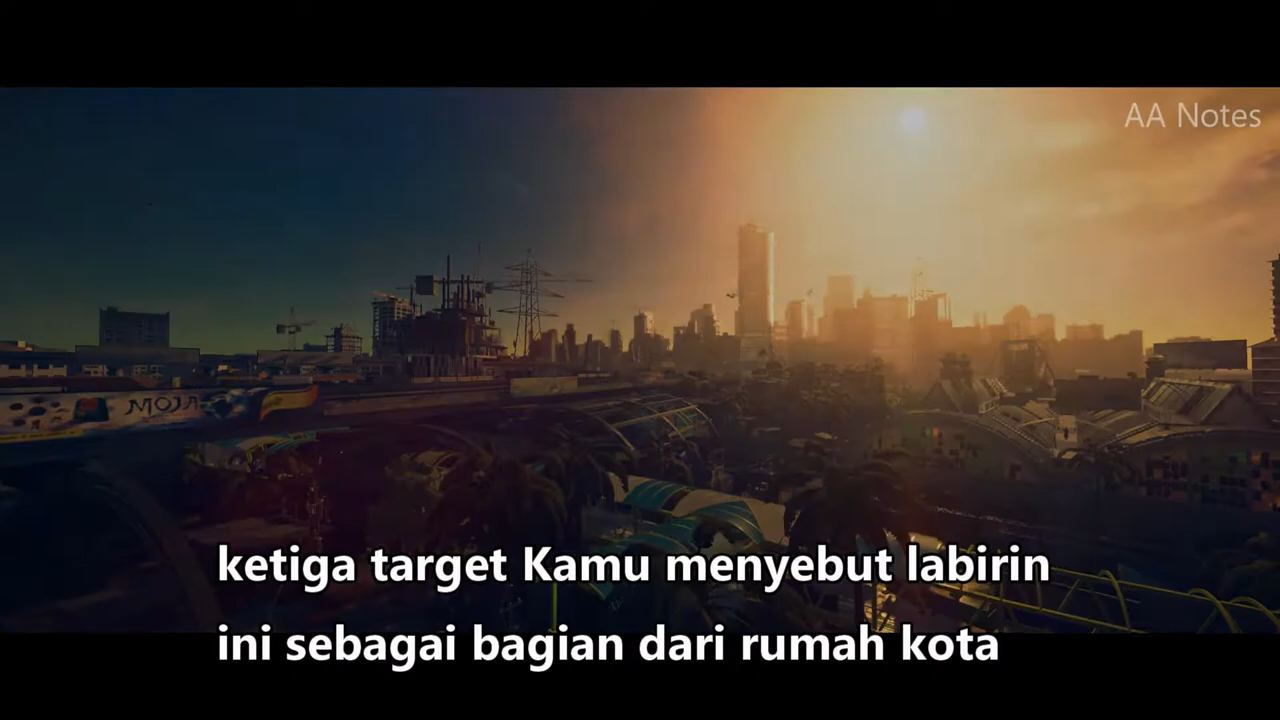 AA Notes
MOJA
ketiga target Kamu menyebut labirin
ini sebagai bagian dari rumah kota